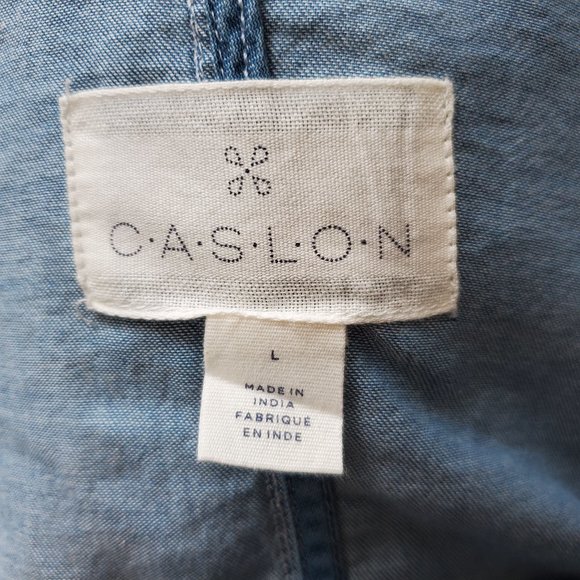 C·A·S·L·O·N
L
MADE IN
INDIA
FABRIQUÉ
EN INDE